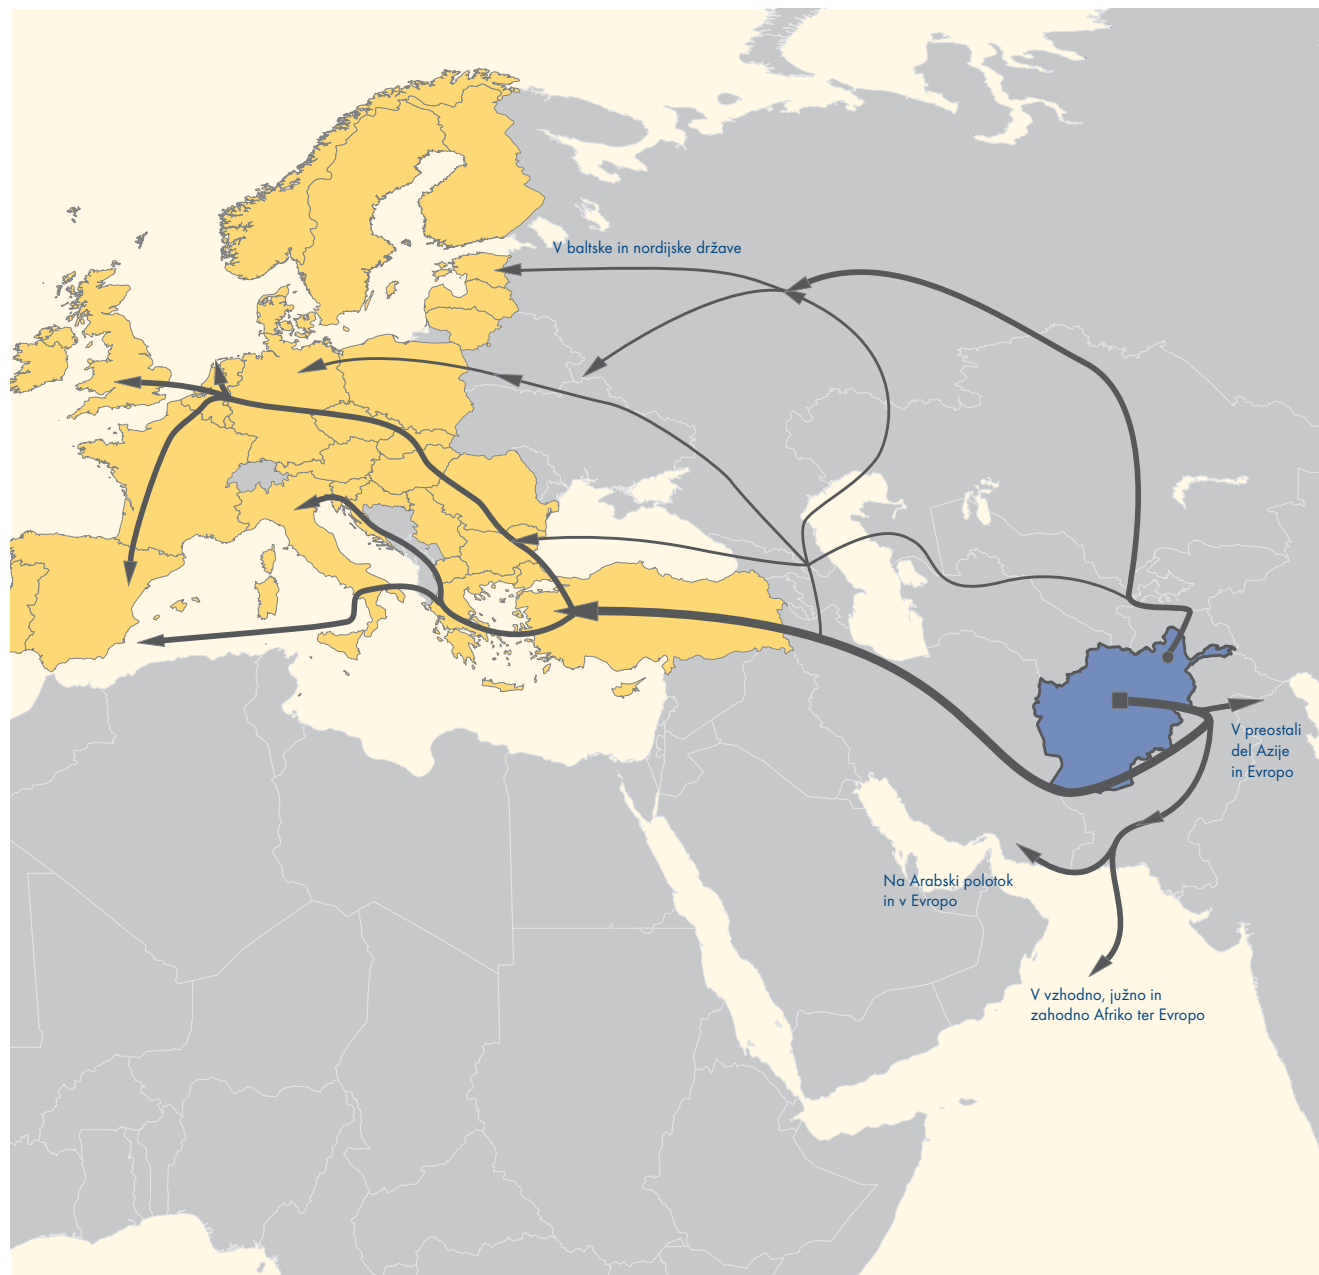 V baltske in nordijske države
V preostali
del Azije
in Evropo
Na Arabski polotok
in v Evropo
V vzhodno, južno in
zahodno Afriko ter Evropo